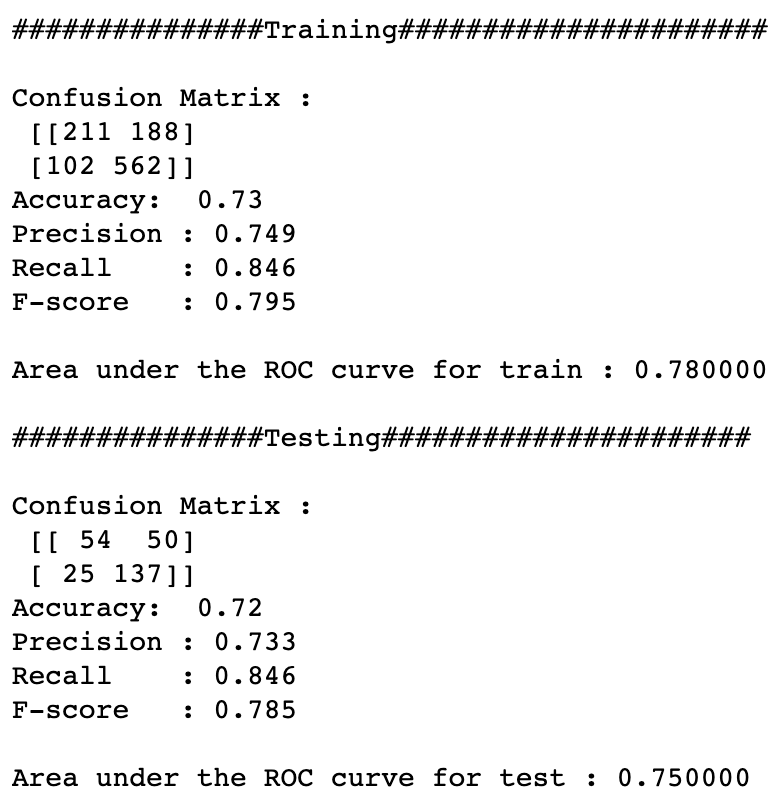 ###############Training######################
Confusion Matrix :
[[211 188]
[102 562]]
Accuracy:  0.73
Precision : 0.749
Recall    : 0.846
F-score   : 0.795
Area under the ROC curve for train : 0.780000
###############Testing######################
Confusion Matrix :
[[ 54  50]
[ 25 137]]
Accuracy:  0.72
Precision : 0.733
Recall    : 0.846
F-score   : 0.785
Area under the ROC curve for test : 0.750000